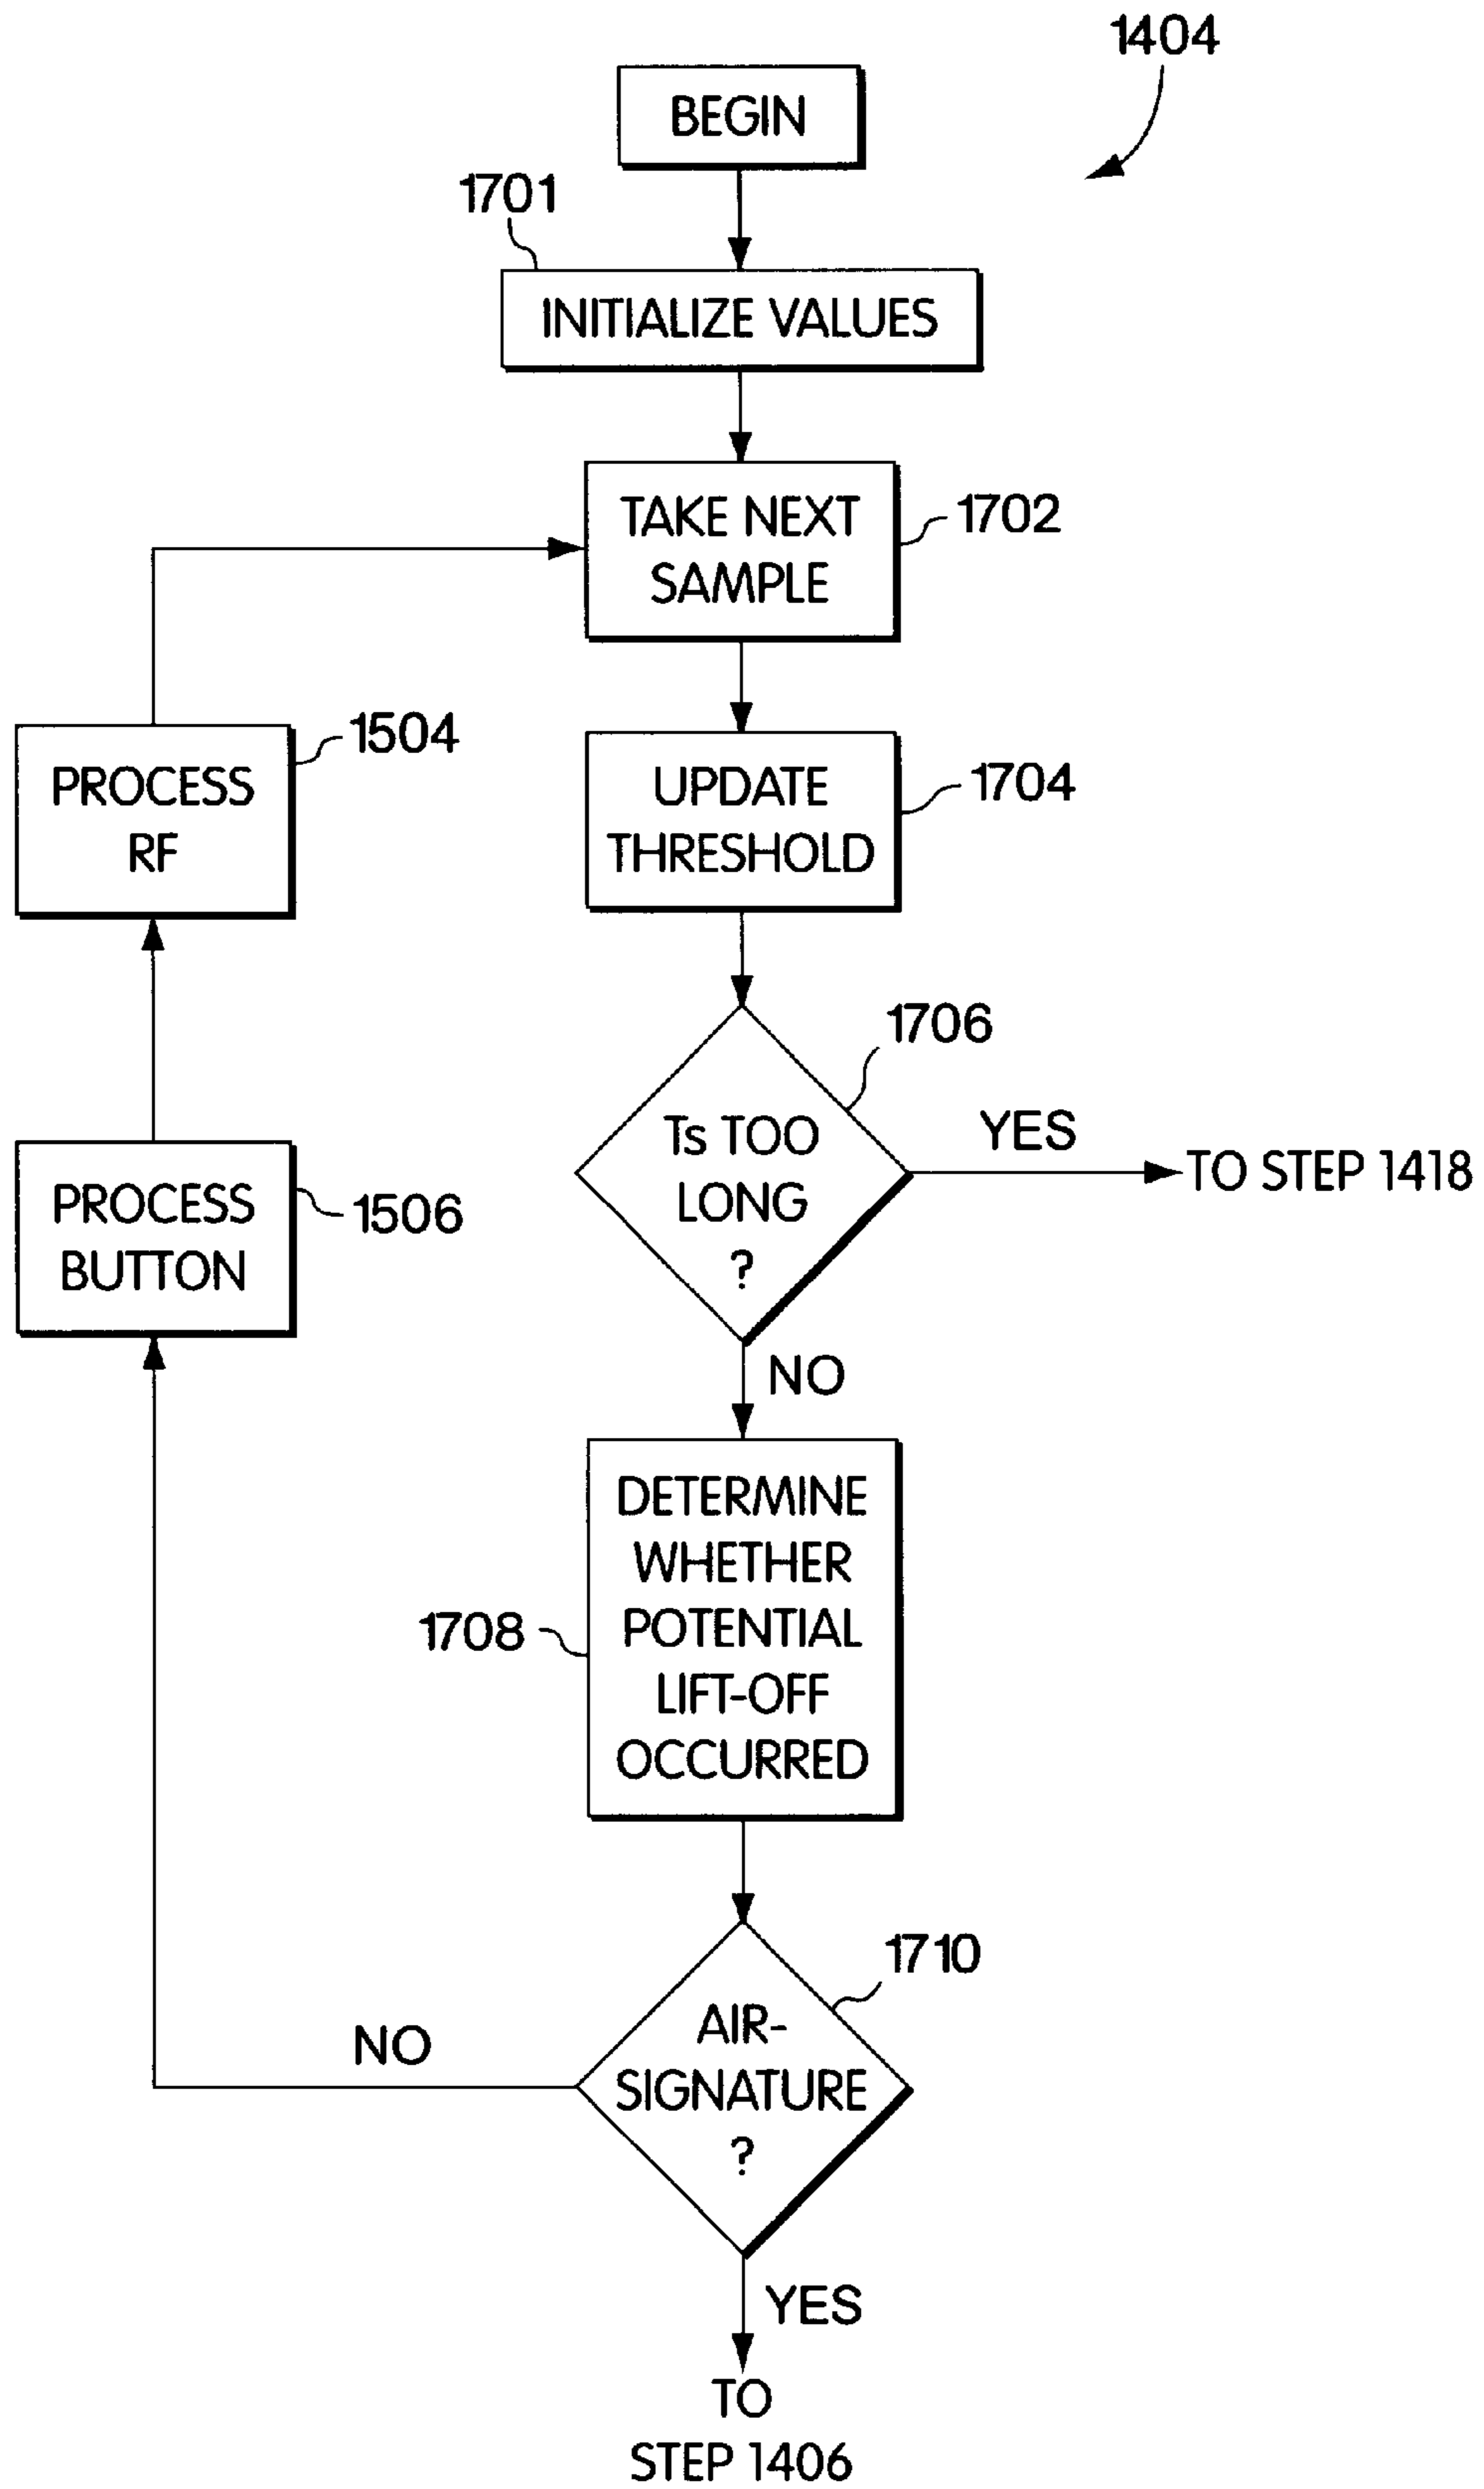 1404
BEGIN
1701
INITIALIZE VALUES
TAKE NEXT
SAMPLE
1702
PROCESS
RF
1504
UPDATE
THRESHOLD
1704
1706
Ts TOO
LONG
?
YES
TO STEP 1418
PROCESS
BUTTON
1506
NO
DETERMINE
WHETHER
POTENTIAL
LIFT-OFF
OCCURRED
1708
1710
AIR-
SIGNATURE
?
NO
YES
TO
STEP 1406